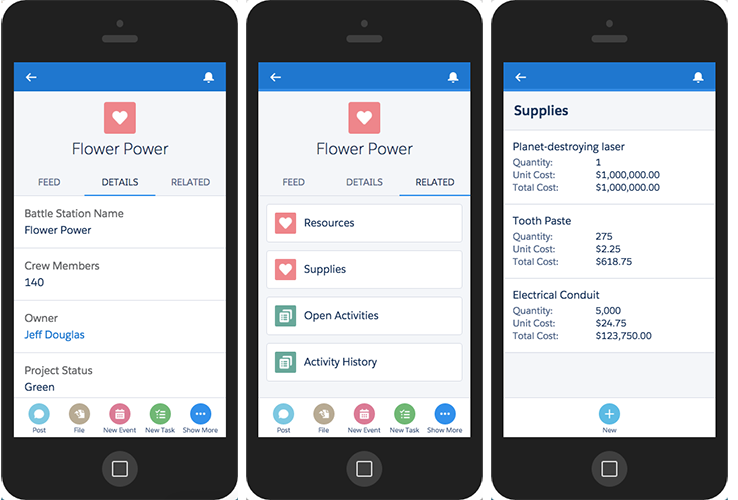 Flower Power
FEED DETAILS RELATED
Battle Station Name
Flower Power
Crew Members
140
Owner
Jeff Douglas
Project Status
Green
Post File New Event New Task Show More
Flower Power
FEED DETAILS RELATED
Resources
Supplies
Open Activities
Activity History
Post File New Event New Task Show More
Supplies
Planet-destroying laser
Quantity: 1
Unit Cost: $1,000,000.00
Total Cost: $1,000,000.00
Tooth Paste
Quantity: 275
Unit Cost: $2.25
Total Cost: $618.75
Electrical Conduit
Quantity: 5,000
Unit Cost: $24.75
Total Cost: $123,750.00
New